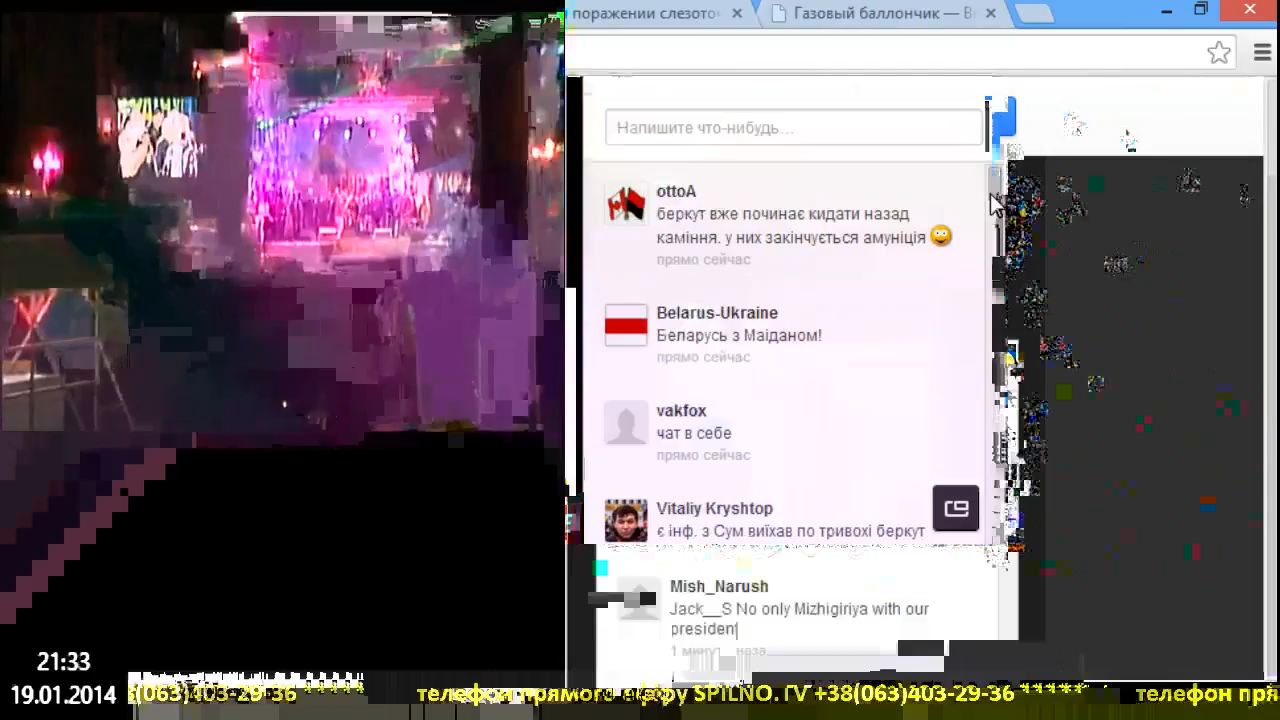 поражении слезото
Газовый баллончик — В
Напишите что-нибудь...
ottoA
беркут вже починає кидати назад
каміння. у них закінчується амуніція
прямо сейчас
Belarus-Ukraine
Беларусь з Маіданом!
прямо сейчас
vakfox
чат в себе
прямо сейчас
Vitaliy Kryshtop
є інф. з Сум виїхав по тривохі беркут
Mish_Narush
Jack__S No only Mizhigiriya with our
president
21:33
19.01.2014
(063)403-29-36 телефон прямого ефіру SPILNO.TV +38(063)403-29-36 ****** телефон пря